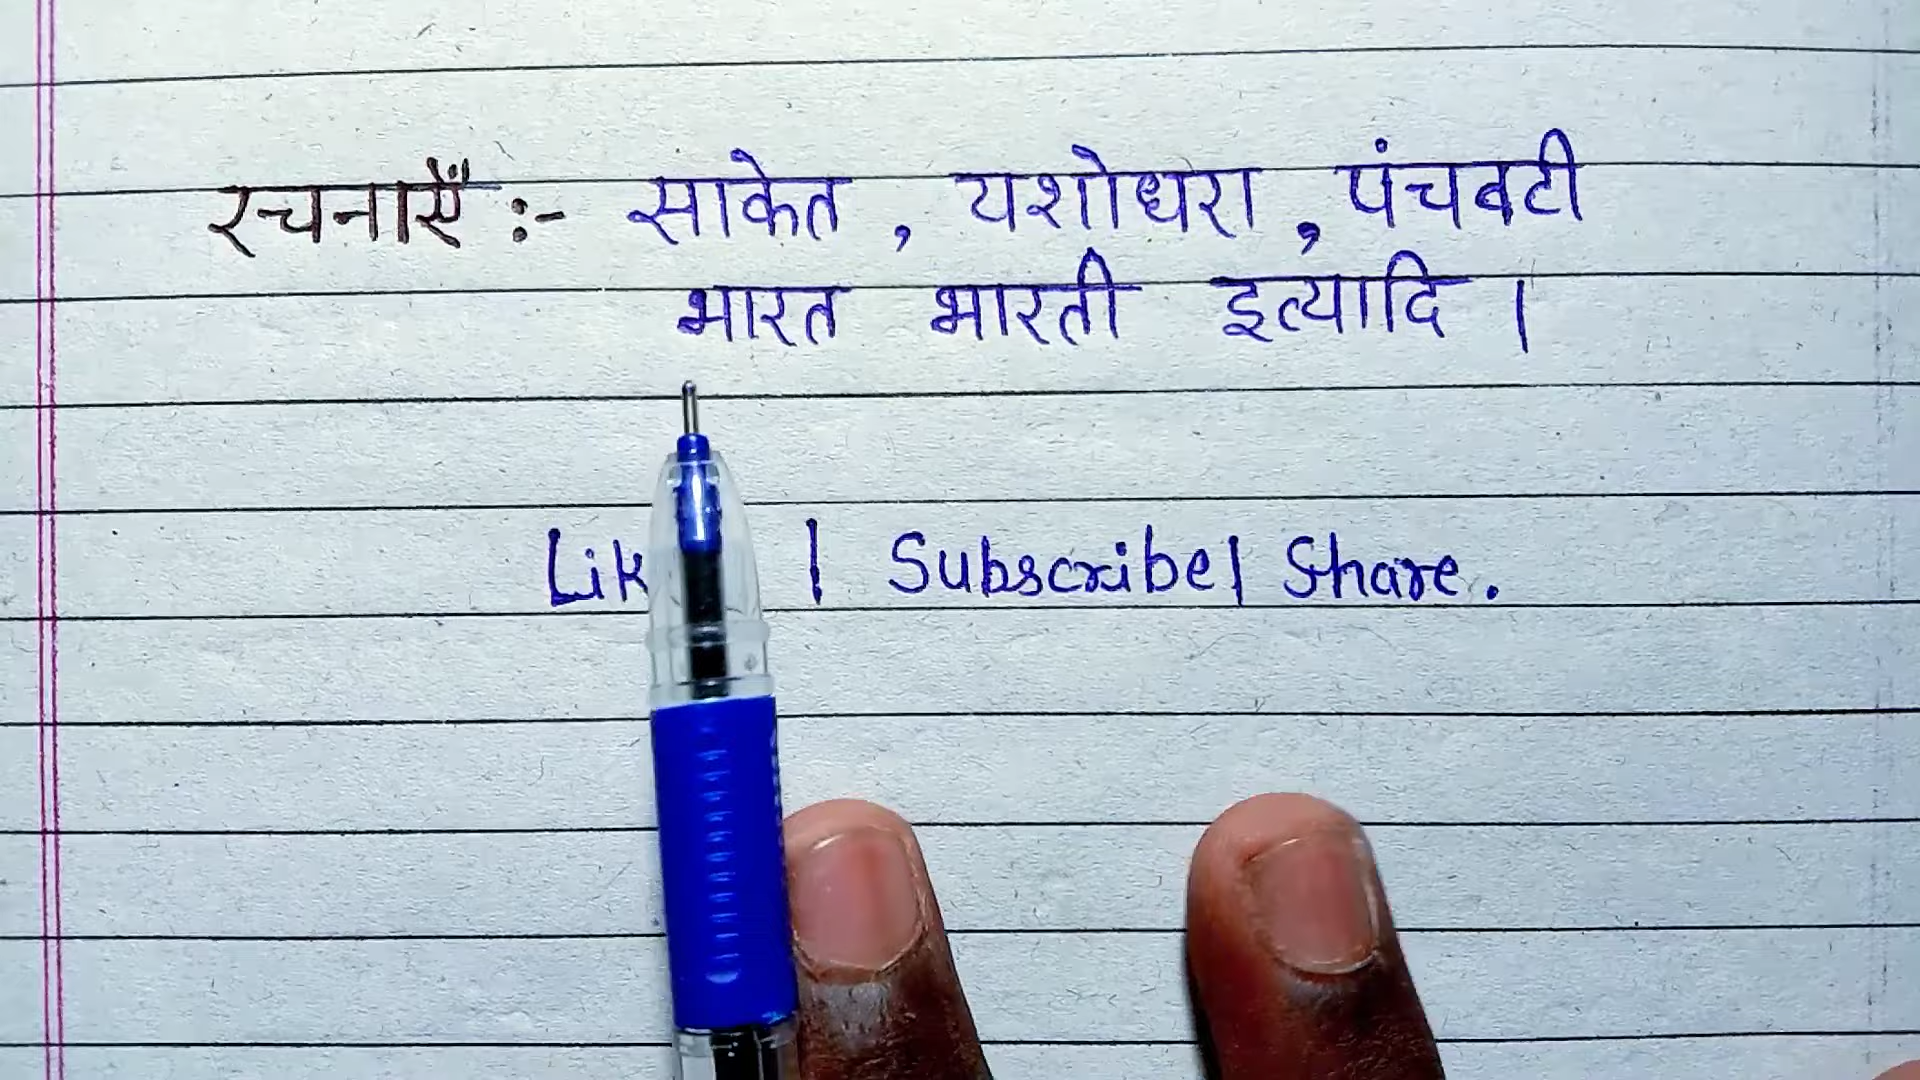 रचनाएँ :- साकेत , यशोधरा , पंचवटी
भारत भारती इत्यादि ।
Lik | Subscribe | Share.